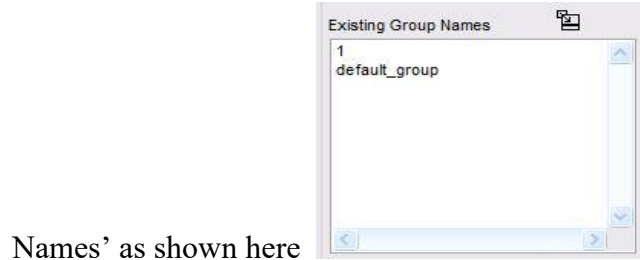 Existing Group Names
1
default_group
Names’ as shown here